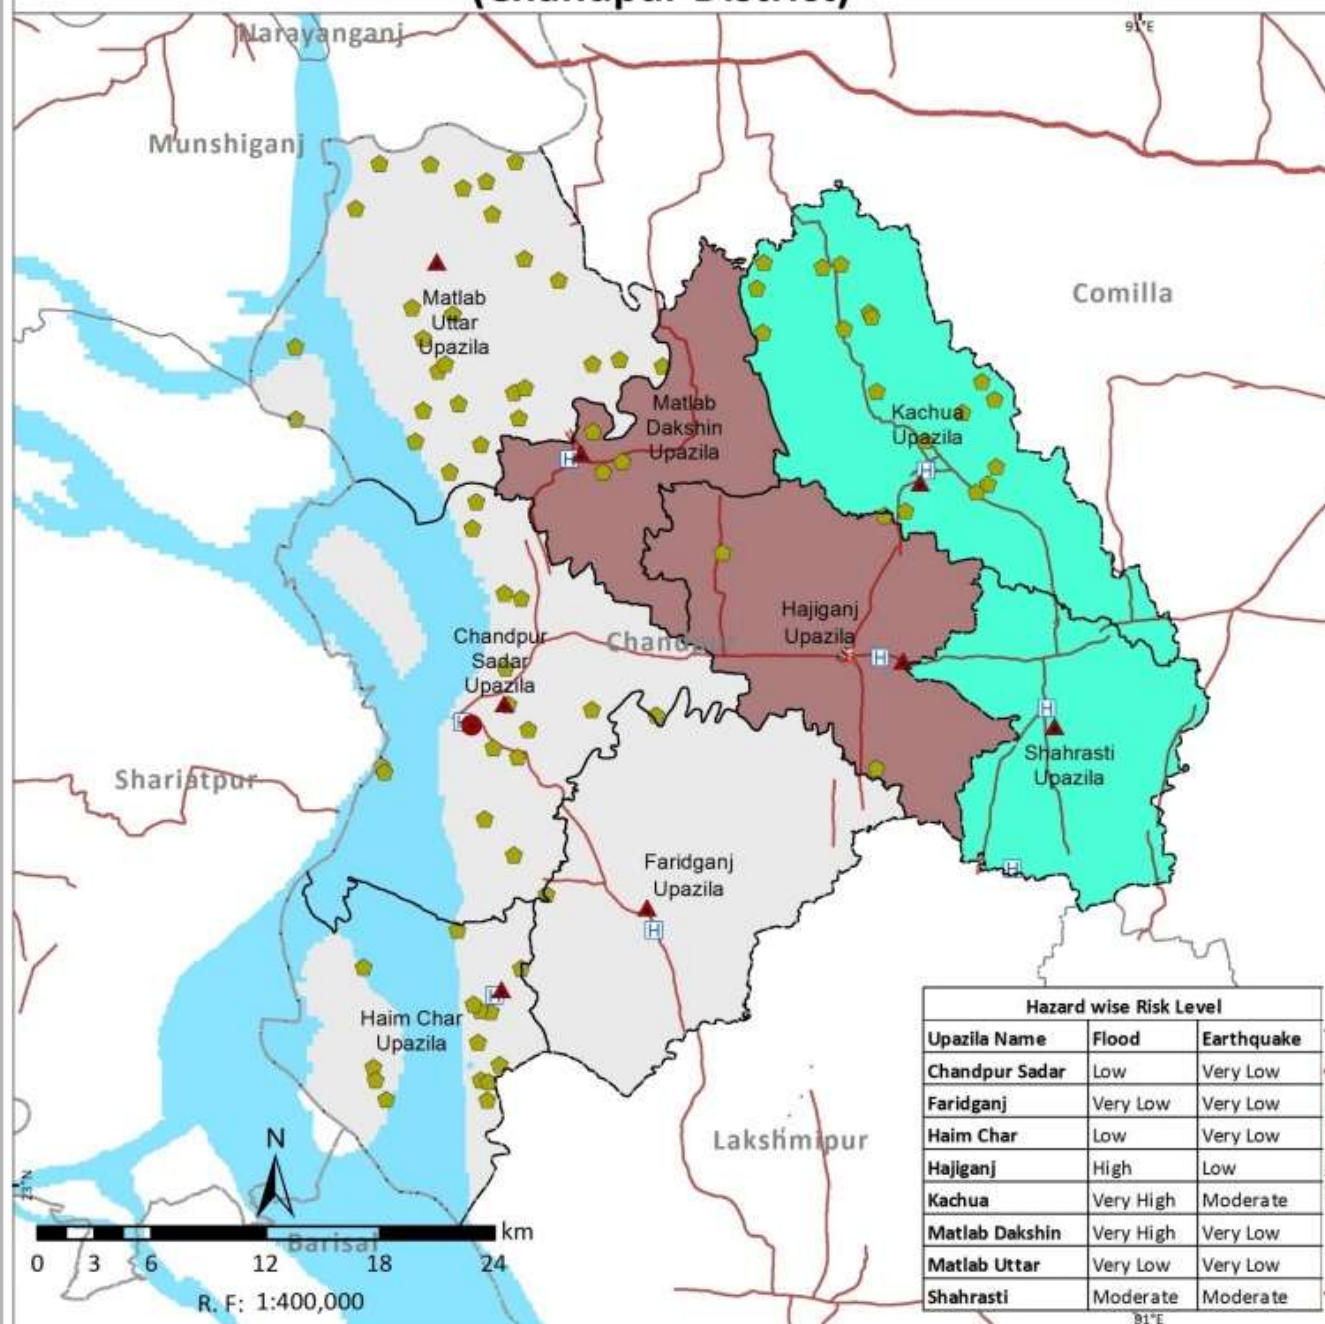 (Chandpur District)
91°E
Narayanganj
Munshiganj
Comilla
Matlab
Uttar
Upazila
Matlab
Dakshin
Upazila
Kachua
Upazila
Hajiganj
Upazila
Chandpur
Chandpur
Sadar
Upazila
Shahrasti
Upazila
Shariatpur
Faridganj
Upazila
Haim Char
Upazila
Lakshmipur
Barisal
H
H
H
H
H
H
H
H
N
23°N
km
0 3 6 12 18 24
R. F: 1:400,000
Hazard wise Risk Level
Upazila Name Flood Earthquake
Chandpur Sadar Low Very Low
Faridganj Very Low Very Low
Haim Char Low Very Low
Hajiganj High Low
Kachua Very High Moderate
Matlab Dakshin Very High Very Low
Matlab Uttar Very Low Very Low
Shahrasti Moderate Moderate
91°E